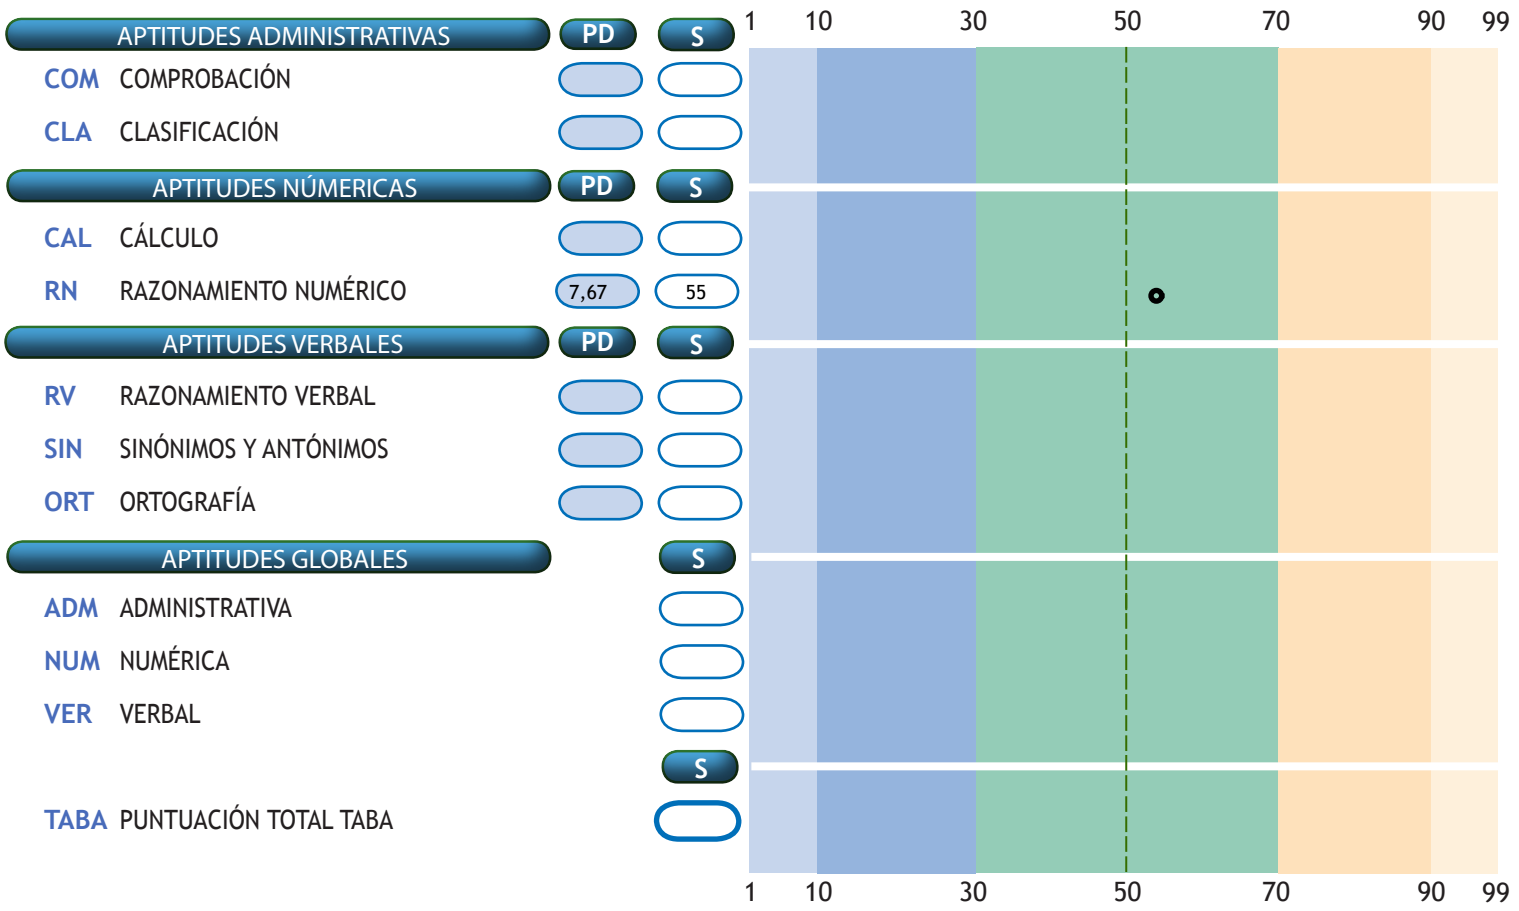 1 10 30 50 70 90 99
APTITUDES ADMINISTRATIVAS PD S
COM COMPROBACIÓN
CLA CLASIFICACIÓN
APTITUDES NÚMERICAS PD S
CAL CÁLCULO
RN RAZONAMIENTO NUMÉRICO 7,67 55
APTITUDES VERBALES PD S
RV RAZONAMIENTO VERBAL
SIN SINÓNIMOS Y ANTÓNIMOS
ORT ORTOGRAFÍA
APTITUDES GLOBALES S
ADM ADMINISTRATIVA
NUM NUMÉRICA
VER VERBAL
S
TABA PUNTUACIÓN TOTAL TABA
1 10 30 50 70 90 99